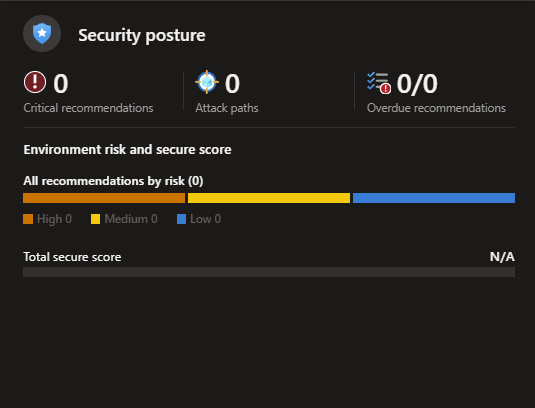 Security posture
0 0 0/0
Critical recommendations Attack paths Overdue recommendations
Environment risk and secure score
All recommendations by risk (0)
High 0 Medium 0 Low 0
Total secure score N/A